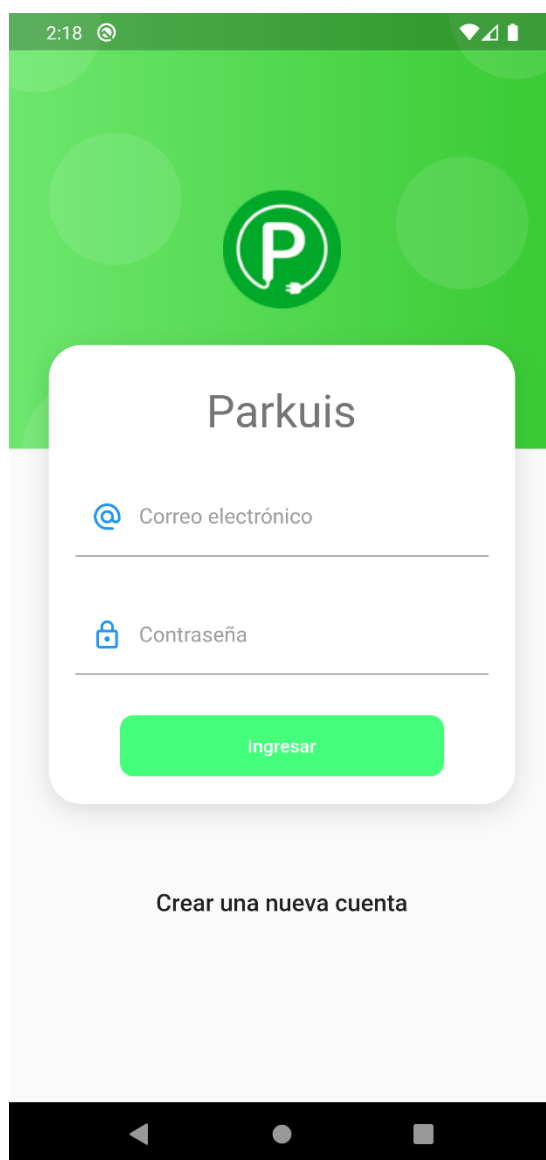 2:18
P
Parkuis
Correo electrónico
Contraseña
Ingresar
Crear una nueva cuenta